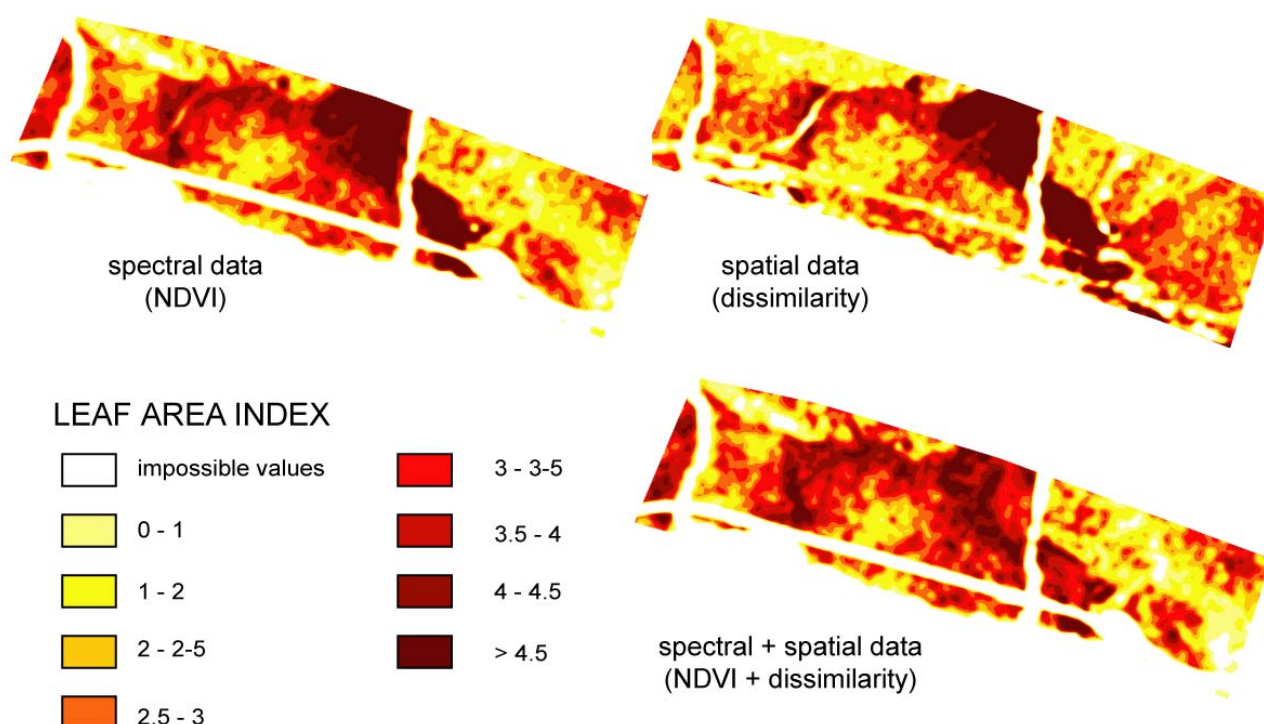 spectral data
(NDVI)
spatial data
(dissimilarity)
LEAF AREA INDEX
impossible values
0 - 1
1 - 2
2 - 2-5
2.5 - 3
3 - 3-5
3.5 - 4
4 - 4.5
> 4.5
spectral + spatial data
(NDVI + dissimilarity)